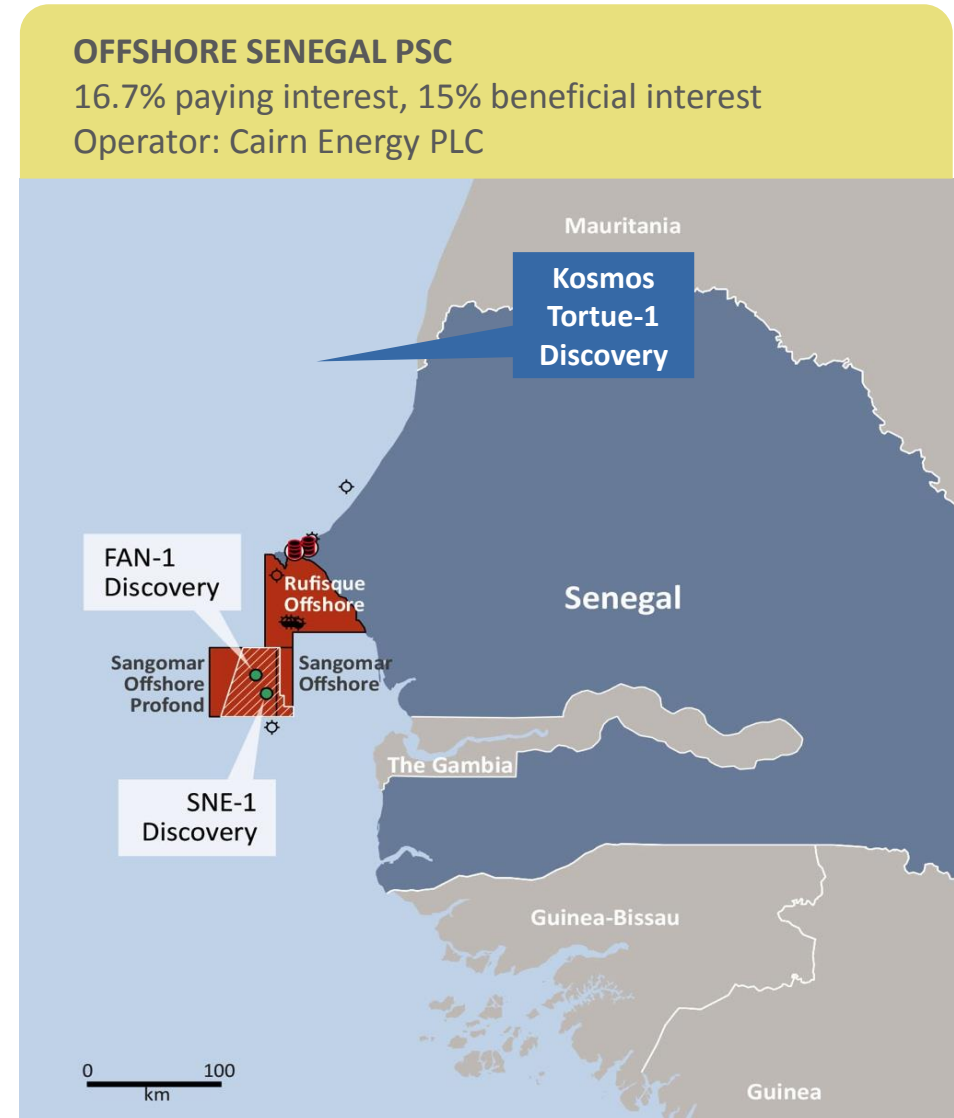 OFFSHORE SENEGAL PSC
16.7% paying interest, 15% beneficial interest
Operator: Cairn Energy PLC
Mauritania
Kosmos
Tortue-1
Discovery
FAN-1
Discovery
Rufisque
Offshore
Senegal
Sangomar
Offshore
Profond
Sangomar
Offshore
The Gambia
SNE-1
Discovery
Guinea-Bissau
0 100
km
Guinea